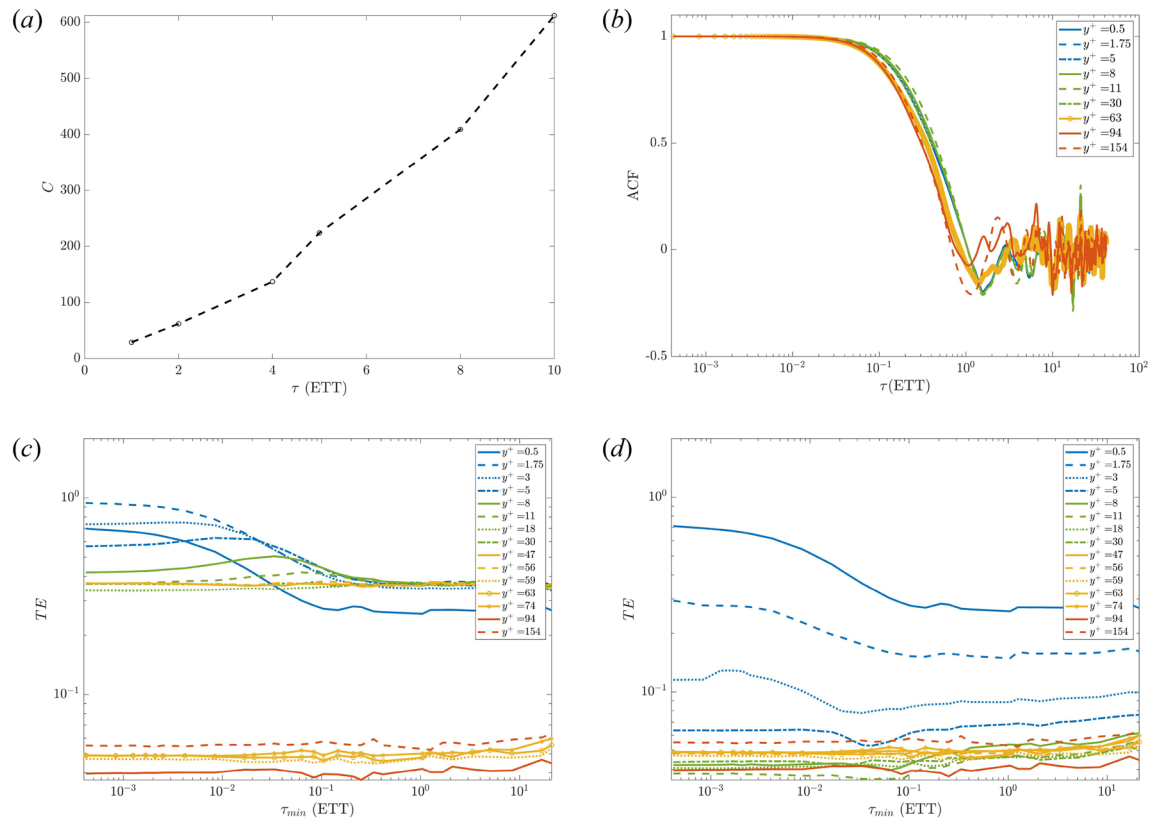 (a)
600
500
400
300
200
100
0
C
0 2 4 6 8 10
τ (ETT)
(b)
1
0.5
0
-0.5
ACF
10⁻³ 10⁻² 10⁻¹ 10⁰ 10¹ 10²
τ(ETT)
y⁺ =0.5
y⁺ =1.75
y⁺ =5
y⁺ =8
y⁺ =11
y⁺ =30
y⁺ =63
y⁺ =94
y⁺ =154
(c)
10⁰
10⁻¹
TE
10⁻³ 10⁻² 10⁻¹ 10⁰ 10¹
τₘᵢₙ (ETT)
y⁺ =0.5
y⁺ =1.75
y⁺ =3
y⁺ =5
y⁺ =8
y⁺ =11
y⁺ =18
y⁺ =30
y⁺ =47
y⁺ =56
y⁺ =59
y⁺ =63
y⁺ =74
y⁺ =94
y⁺ =154
(d)
10⁰
10⁻¹
TE
10⁻³ 10⁻² 10⁻¹ 10⁰ 10¹
τₘᵢₙ (ETT)
y⁺ =0.5
y⁺ =1.75
y⁺ =3
y⁺ =5
y⁺ =8
y⁺ =11
y⁺ =18
y⁺ =30
y⁺ =47
y⁺ =56
y⁺ =59
y⁺ =63
y⁺ =74
y⁺ =94
y⁺ =154